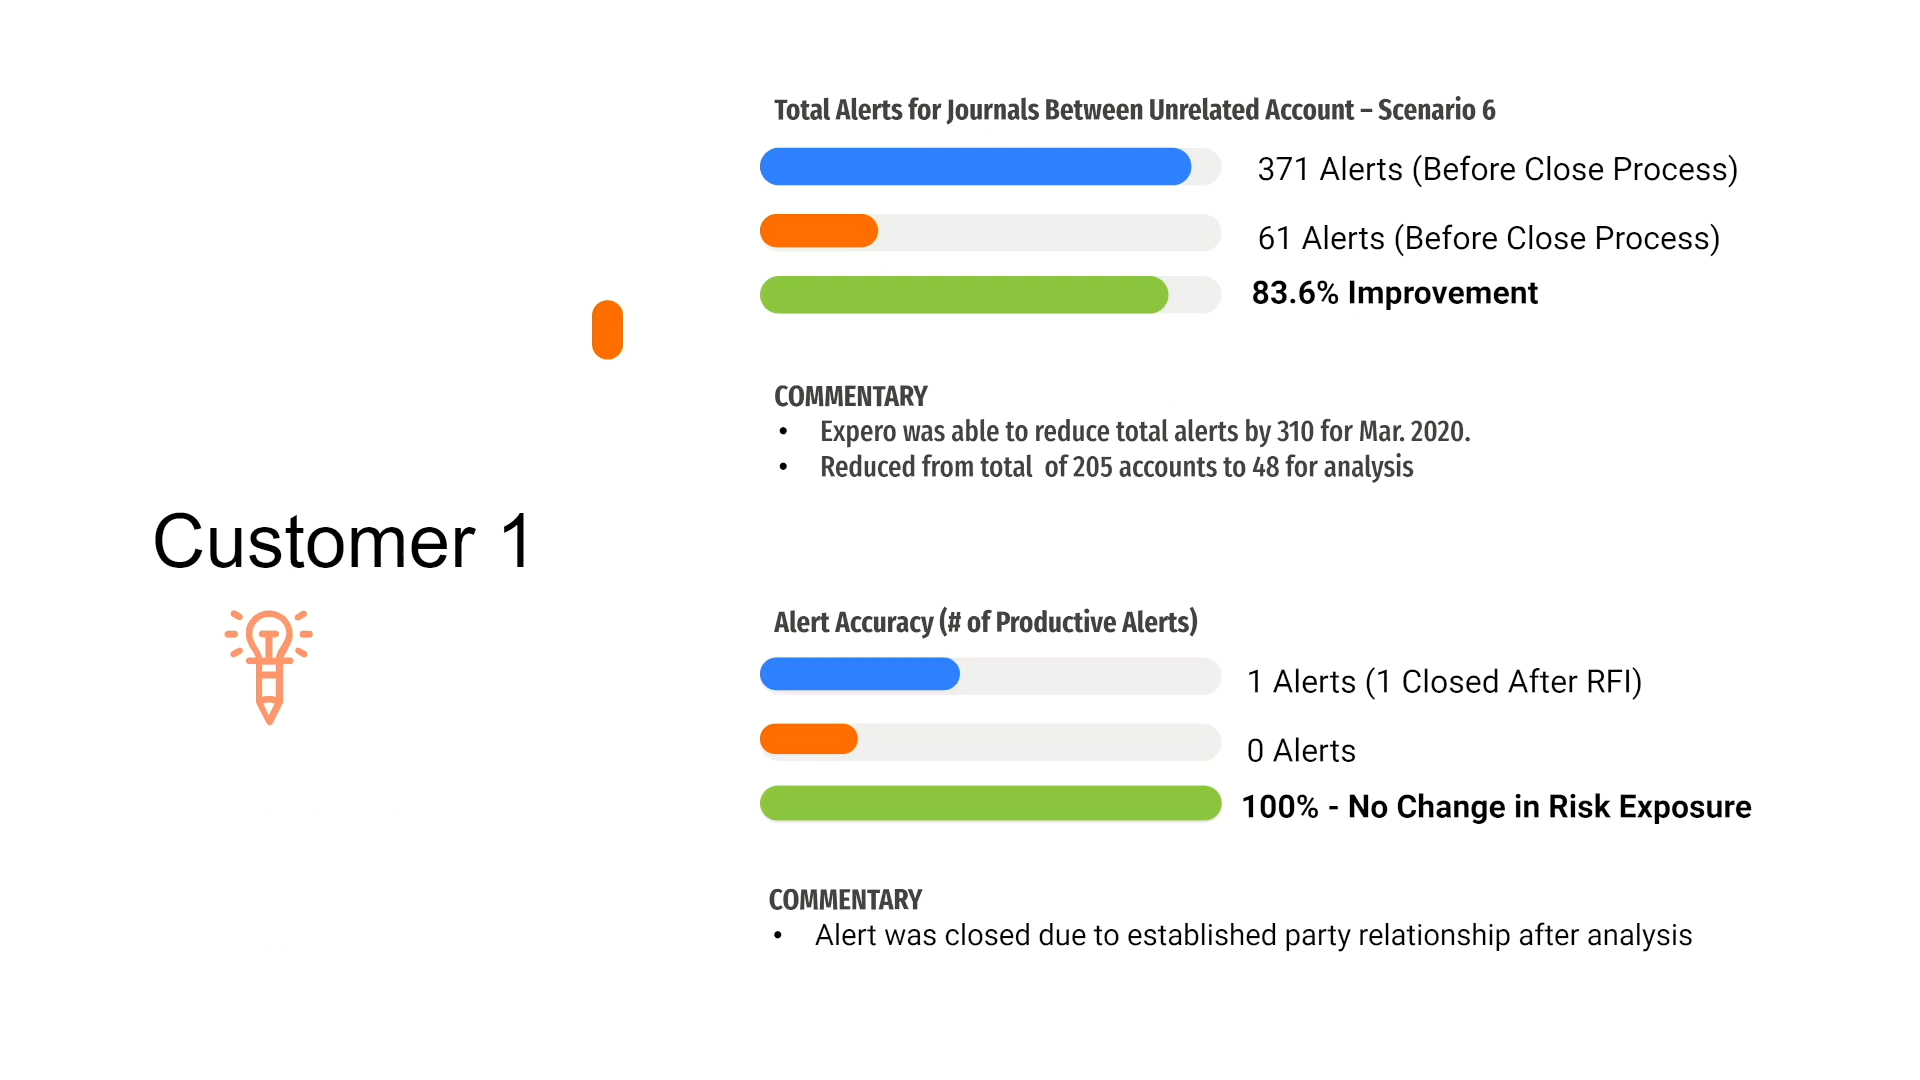 Total Alerts for Journals Between Unrelated Account – Scenario 6
371 Alerts (Before Close Process)
61 Alerts (Before Close Process)
83.6% Improvement
COMMENTARY
• Expero was able to reduce total alerts by 310 for Mar. 2020.
• Reduced from total of 205 accounts to 48 for analysis
Customer 1
Alert Accuracy (# of Productive Alerts)
1 Alerts (1 Closed After RFI)
0 Alerts
100% - No Change in Risk Exposure
COMMENTARY
• Alert was closed due to established party relationship after analysis